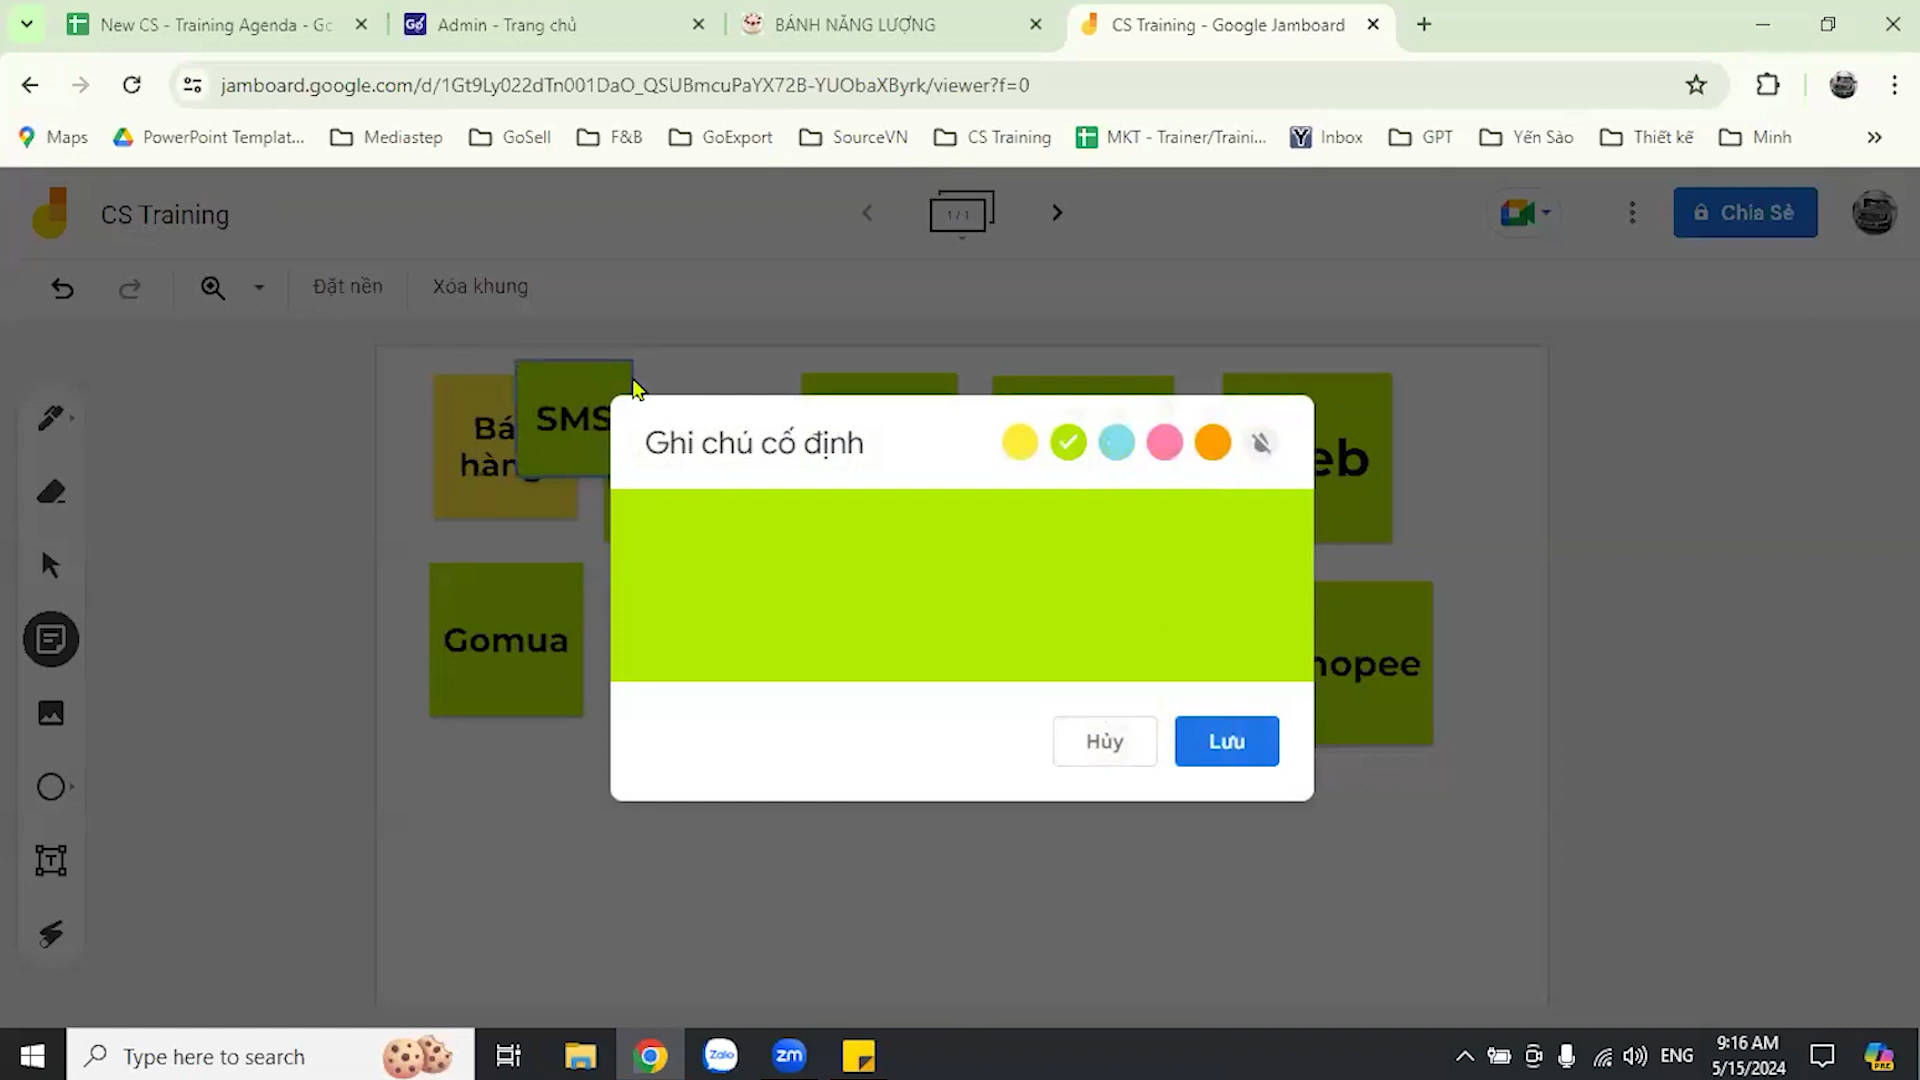 New CS - Training Agenda - Gc
Admin - Trang chủ
BÁNH NĂNG LƯỢNG
CS Training - Google Jamboard
jamboard.google.com/d/1Gt9Ly022dTn001DaO_QSUBmcuPaYX72B-YUObaXByrk/viewer?f=0
Maps
PowerPoint Templat...
Mediastep
GoSell
F&B
GoExport
SourceVN
CS Training
MKT - Trainer/Traini...
Inbox
GPT
Yến Sào
Thiết kế
Minh
CS Training
1 / 1
Chia Sẻ
Đặt nền
Xóa khung
SMS
Ghi chú cố định
Gomua
Hủy
Lưu
Type here to search
Zalo
zm
ENG
9:16 AM
5/15/2024
PRE